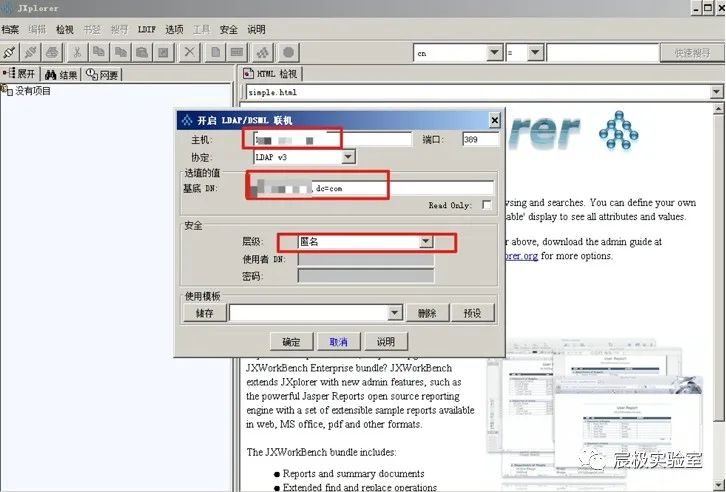 JXplorer
档案 编辑 检视 书签 搜寻 LDIF 选项 工具 安全 说明
cn = 快速搜寻
展开 结果 网要
HTML 检视
没有项目
simple.html
开启 LDAP/DSML 联机
主机: 端口: 389
协定: LDAP v3
选填的值
基底 DN: ,dc=com
Read Only:
安全
层级: 匿名
使用者 DN:
密码:
使用模板
储存 删除 预设
确定 取消 说明
orer
wsing and searches. You can define your own
able' display to see all attributes and values.
r above, download the admin guide at
orer.org for more options.
JXWorkBench Enterprise bundle? JXWorkBench
extends JXplorer with new admin features, such as
the powerful Jasper Reports open source reporting
engine with a set of extensible sample reports available
in web, MS office, pdf and other formats.
The JXWorkBench bundle includes:
Reports and summary documents
Extended find and replace operations
User Report
宸极实验室